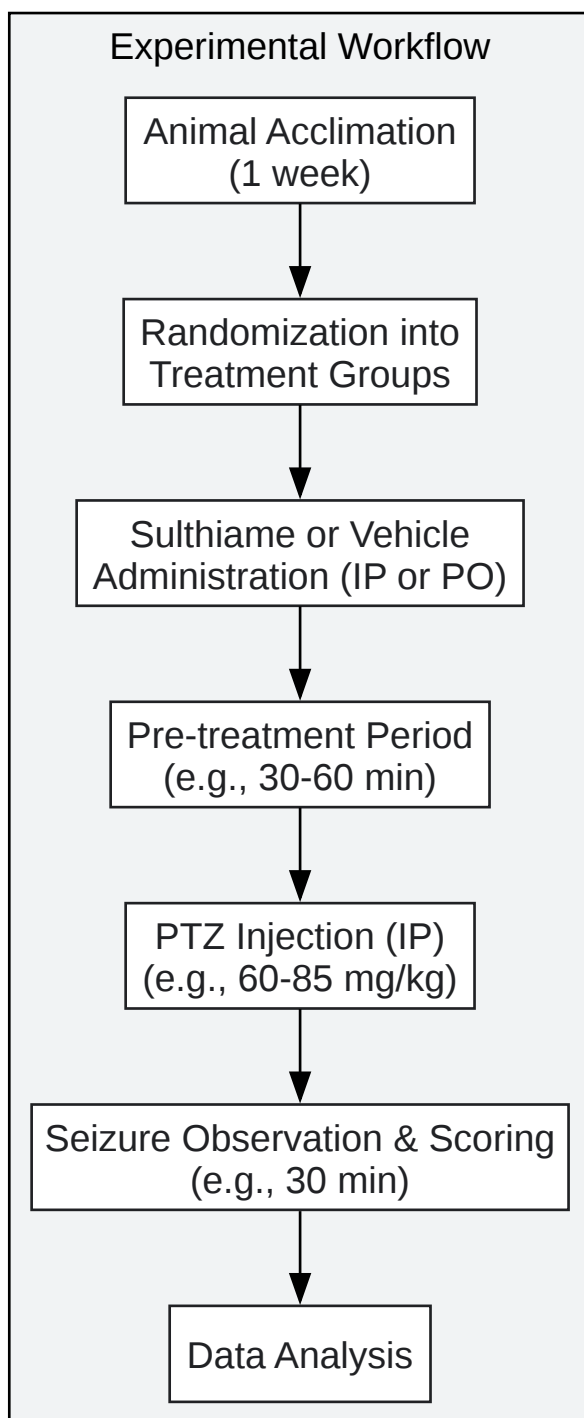 Experimental Workflow
Animal Acclimation
(1 week)
Randomization into
Treatment Groups
Sulthiame or Vehicle
Administration (IP or PO)
Pre-treatment Period
(e.g., 30-60 min)
PTZ Injection (IP)
(e.g., 60-85 mg/kg)
Seizure Observation & Scoring
(e.g., 30 min)
Data Analysis